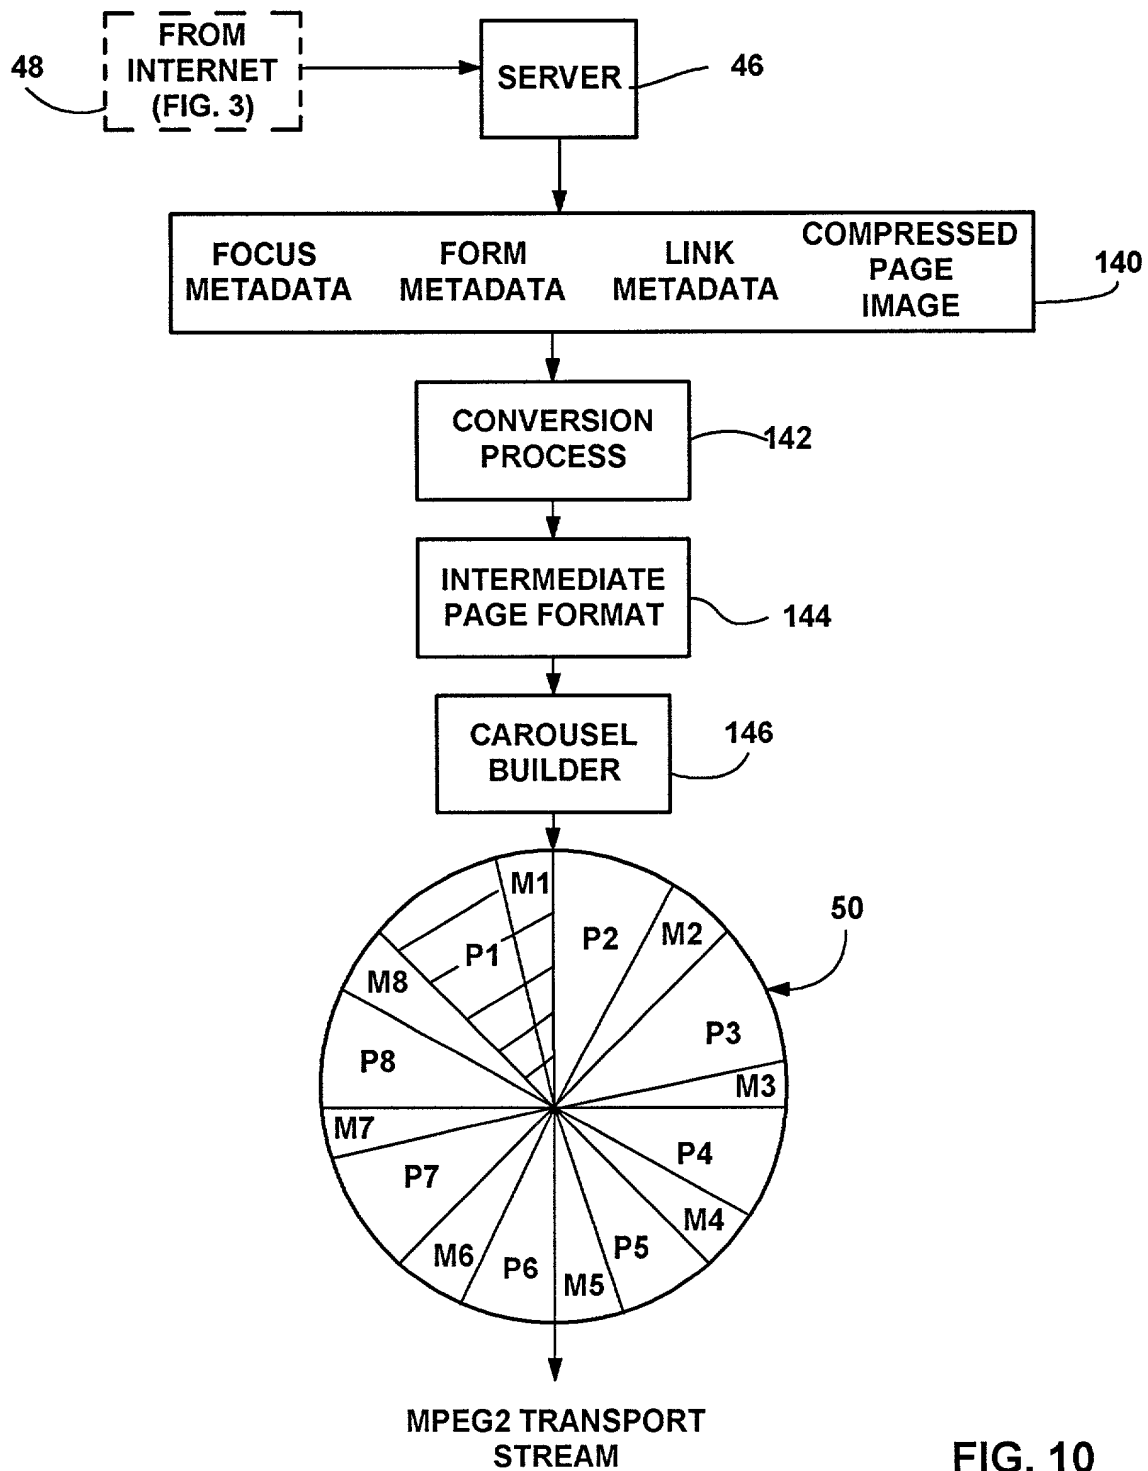 FROM
INTERNET
(FIG. 3)
48
SERVER
46
FOCUS
METADATA
FORM
METADATA
LINK
METADATA
COMPRESSED
PAGE
IMAGE
140
CONVERSION
PROCESS
142
INTERMEDIATE
PAGE FORMAT
144
CAROUSEL
BUILDER
146
50
M1
P2
M2
P1
M8
P3
P8
M3
M7
P4
P7
M4
M6
P6
M5
P5
MPEG2 TRANSPORT
STREAM
FIG. 10